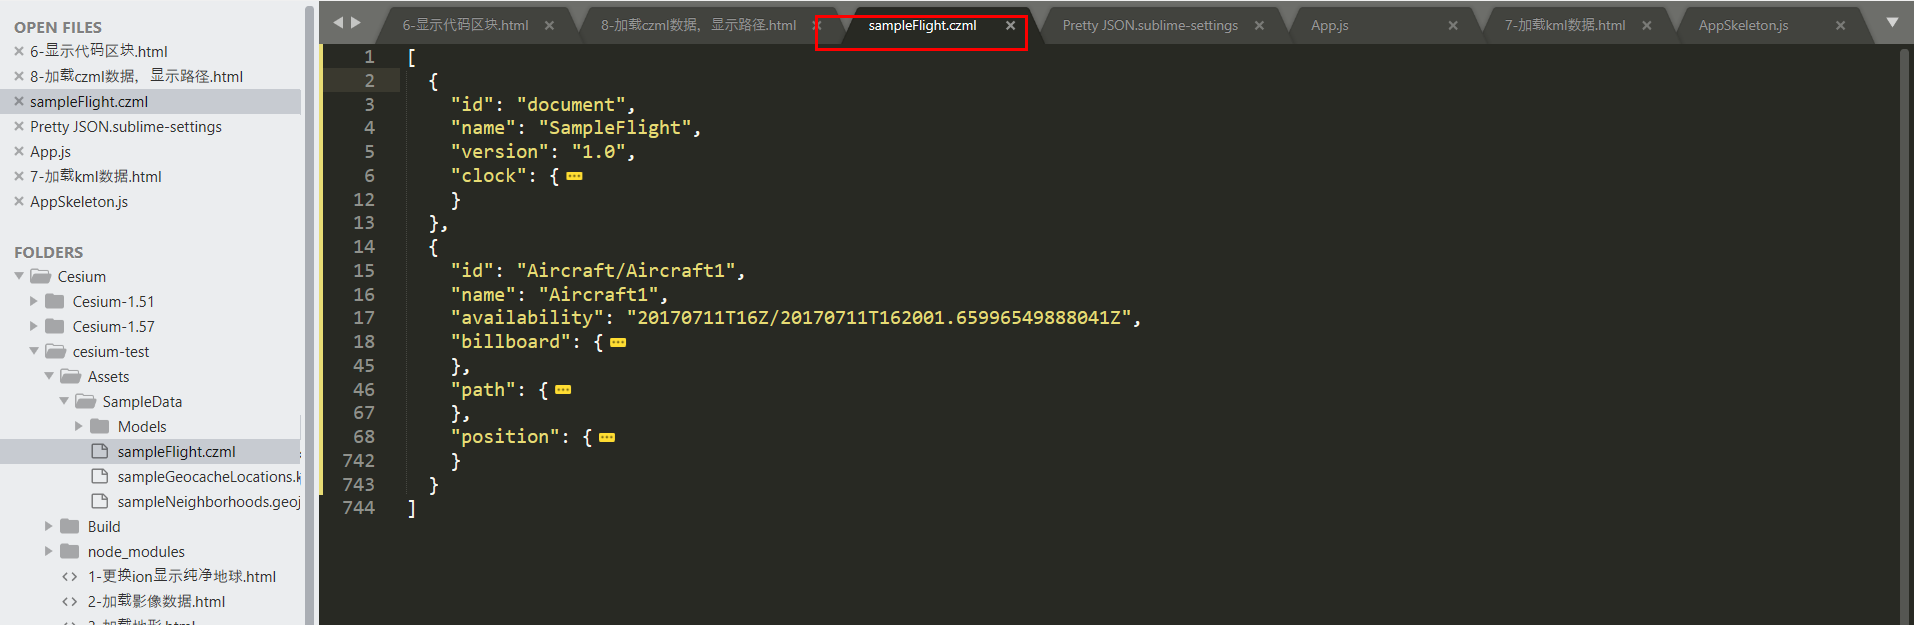 OPEN FILES
6-显示代码区块.html
8-加载czml数据，显示路径.html
sampleFlight.czml
Pretty JSON.sublime-settings
App.js
7-加载kml数据.html
AppSkeleton.js
FOLDERS
Cesium
Cesium-1.51
Cesium-1.57
cesium-test
Assets
SampleData
Models
sampleFlight.czml
sampleGeocacheLocations.k
sampleNeighborhoods.geoj
Build
node_modules
1-更换ion显示纯净地球.html
2-加载影像数据.html
6-显示代码区块.html
8-加载czml数据，显示路径.html
sampleFlight.czml
Pretty JSON.sublime-settings
App.js
7-加载kml数据.html
AppSkeleton.js
1 [
2 {
3 "id": "document",
4 "name": "SampleFlight",
5 "version": "1.0",
6 "clock": {
12 }
13 },
14 {
15 "id": "Aircraft/Aircraft1",
16 "name": "Aircraft1",
17 "availability": "20170711T16Z/20170711T162001.65996549888041Z",
18 "billboard": {
45 },
46 "path": {
67 },
68 "position": {
742 }
743 }
744 ]